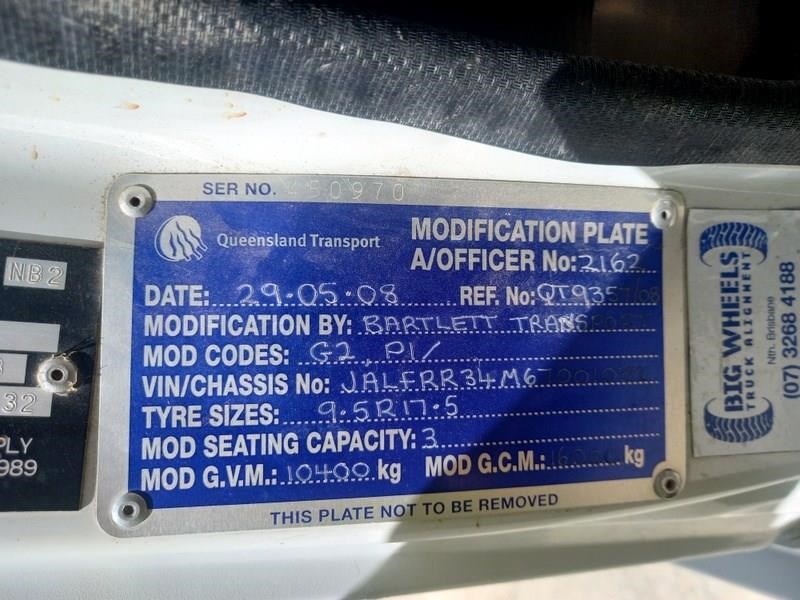 SER NO. 450970
Queensland Transport
MODIFICATION PLATE
A/OFFICER No: 2162
DATE: 29.05.08 REF. No: QT9357/08
MODIFICATION BY: BARTLETT
MOD CODES: G2, P1/
VIN/CHASSIS No:
TYRE SIZES: 9.5R17.5
MOD SEATING CAPACITY: 3
MOD G.V.M.: 10400 kg MOD G.C.M.: kg
THIS PLATE NOT TO BE REMOVED
NB2
32
PLY
989
BIG WHEELS
TRUCK ALIGNMENT
Nth. Brisbane
(07) 3268 4188